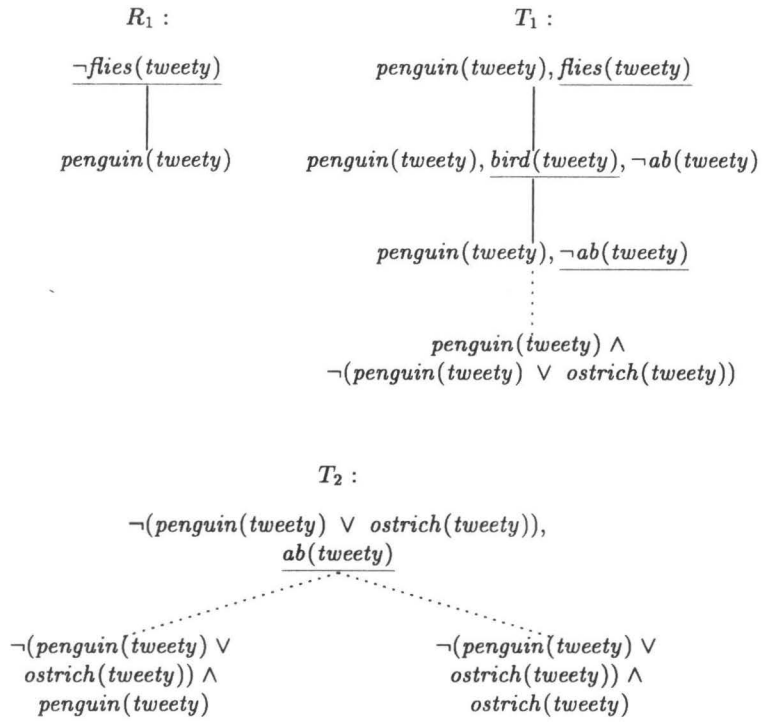 R₁ : T₁ :
¬flies(tweety) penguin(tweety), flies(tweety)
penguin(tweety) penguin(tweety), bird(tweety), ¬ab(tweety)
penguin(tweety), ¬ab(tweety)
penguin(tweety) ∧
¬(penguin(tweety) ∨ ostrich(tweety))
T₂ :
¬(penguin(tweety) ∨ ostrich(tweety)),
ab(tweety)
¬(penguin(tweety) ∨ ¬(penguin(tweety) ∨
ostrich(tweety)) ∧ ostrich(tweety)) ∧
penguin(tweety) ostrich(tweety)